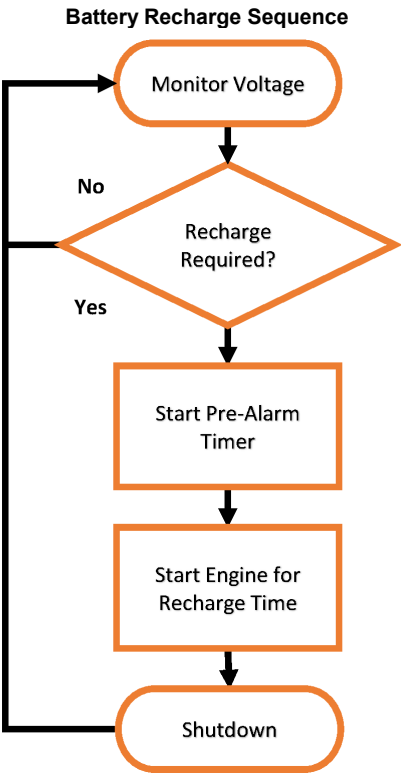 Battery Recharge Sequence
Monitor Voltage
No
Recharge
Required?
Yes
Start Pre-Alarm
Timer
Start Engine for
Recharge Time
Shutdown